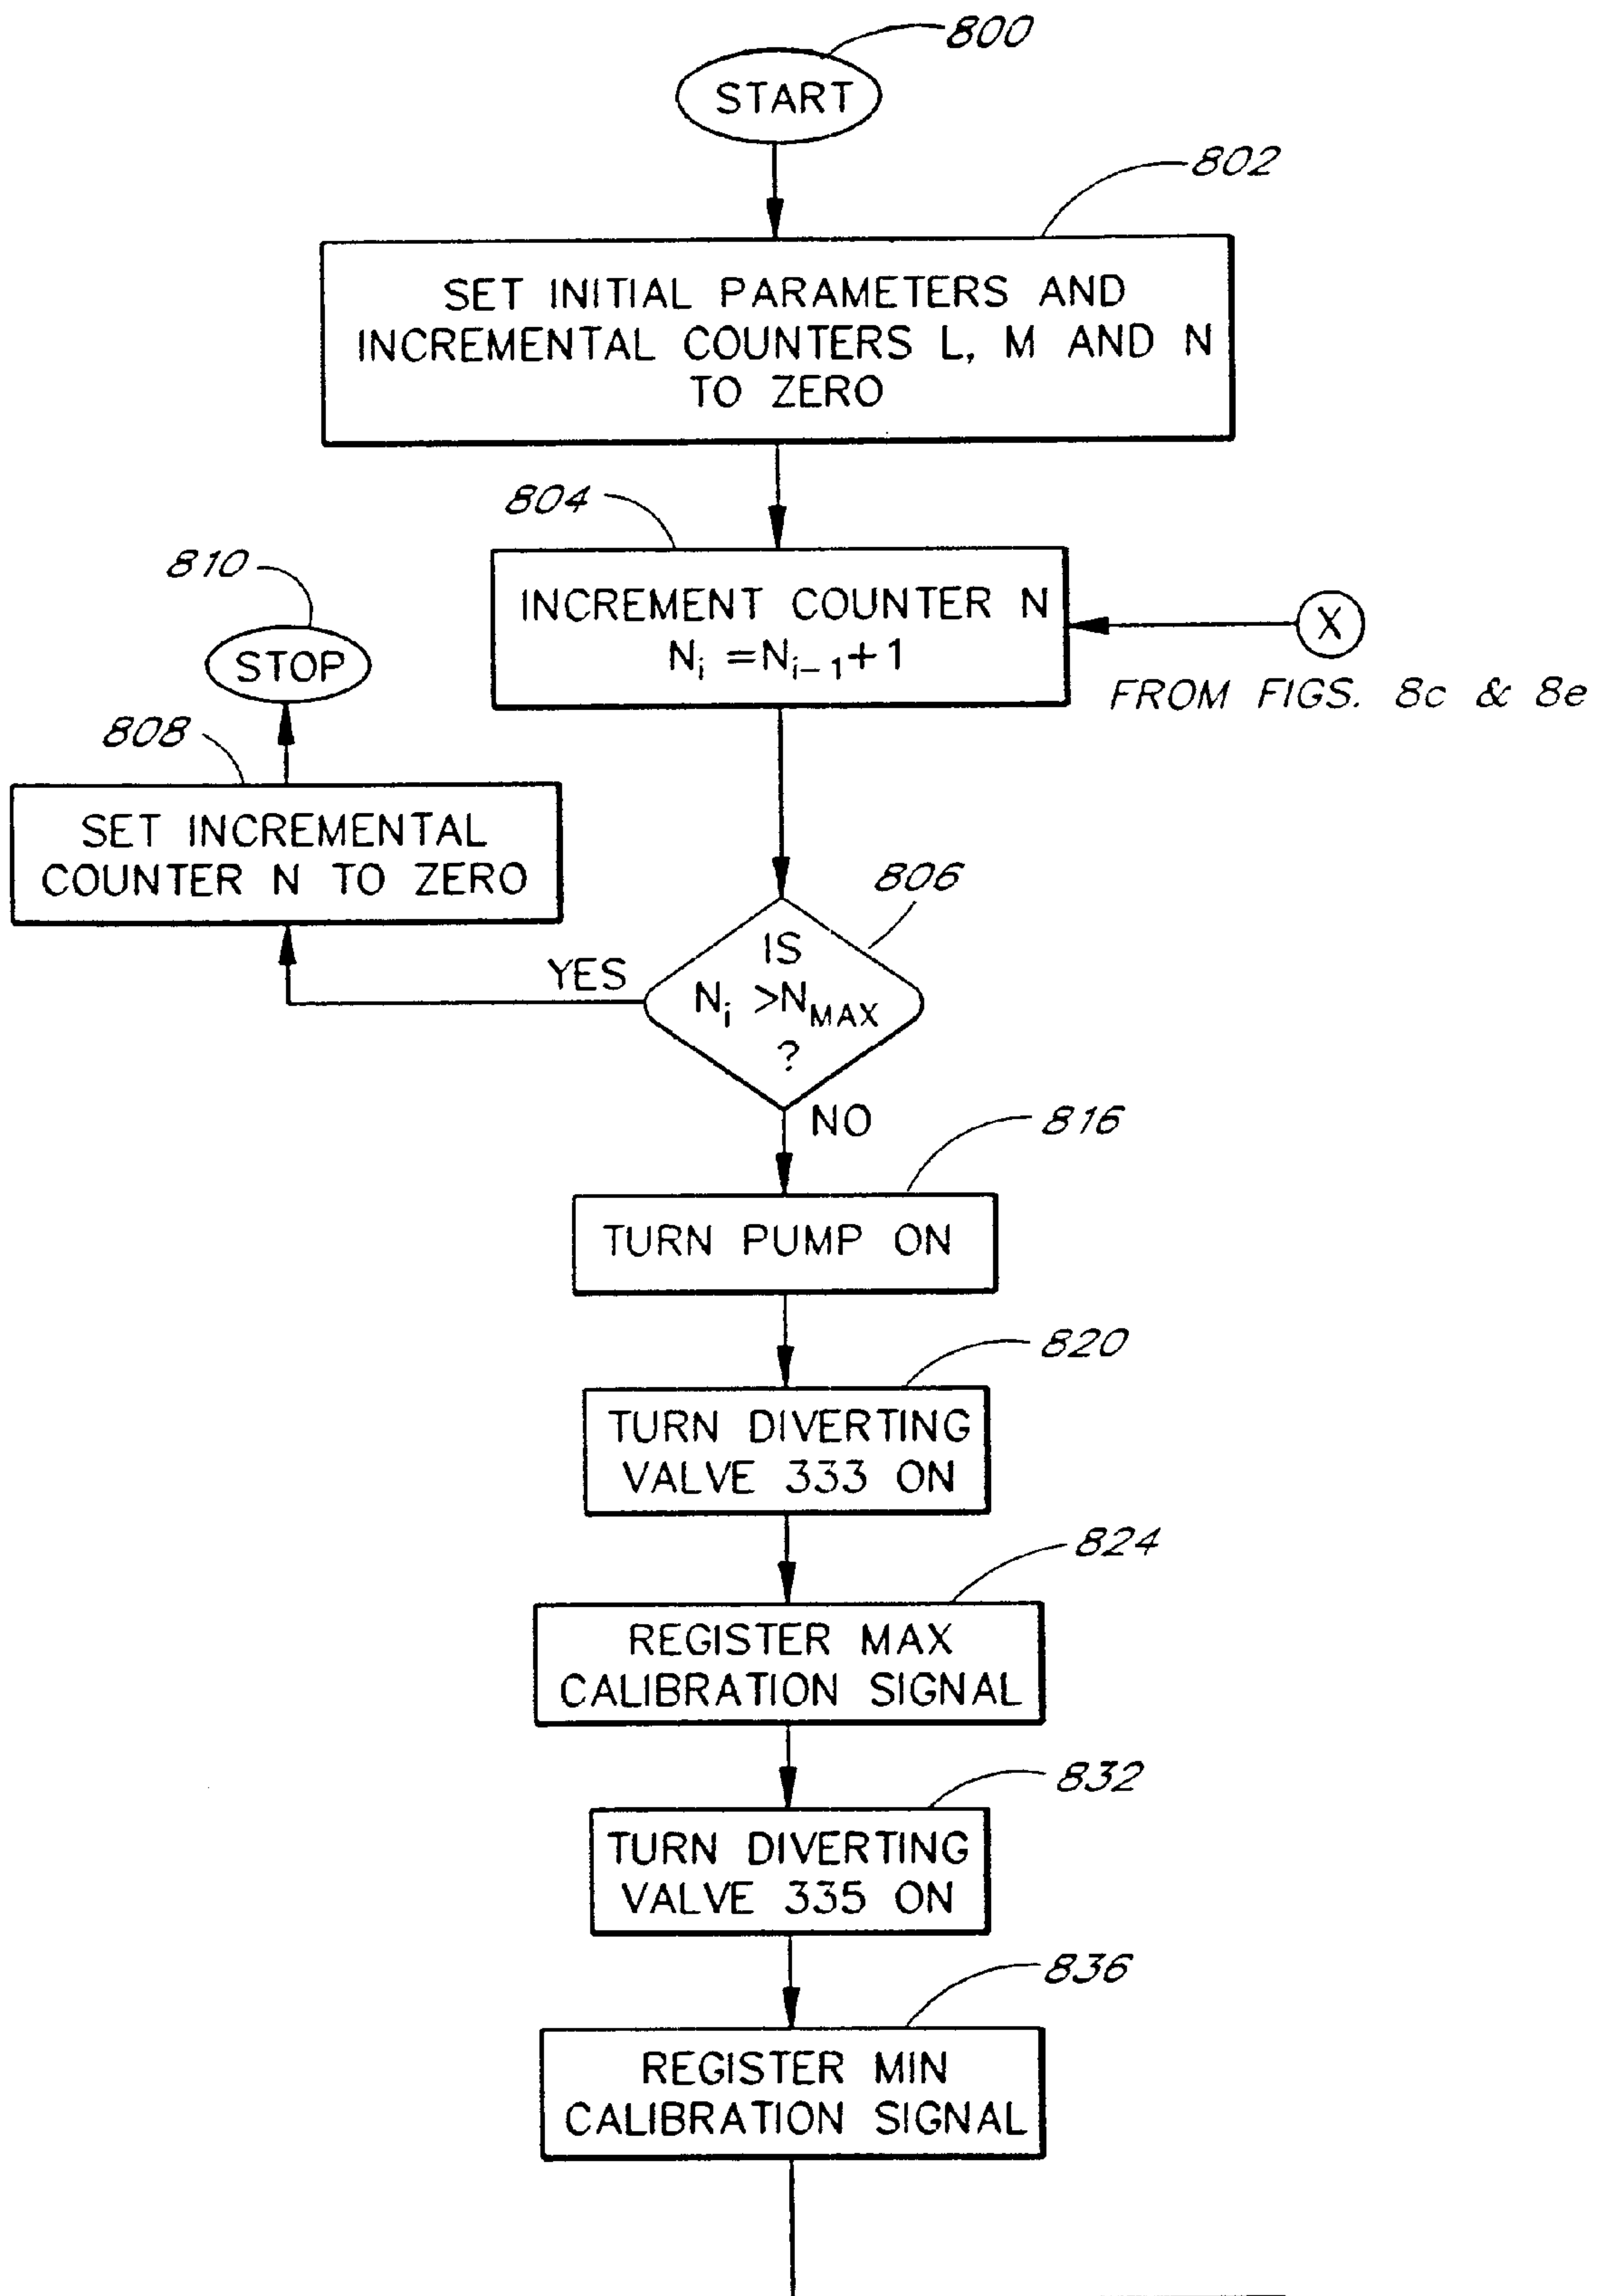 800
START
802
SET INITIAL PARAMETERS AND
INCREMENTAL COUNTERS L, M AND N
TO ZERO
804
INCREMENT COUNTER N
Nᵢ =Nᵢ₋₁+1
X
FROM FIGS. 8c & 8e
810
STOP
808
SET INCREMENTAL
COUNTER N TO ZERO
806
IS
Nᵢ >N_MAX
?
YES
NO
816
TURN PUMP ON
820
TURN DIVERTING
VALVE 333 ON
824
REGISTER MAX
CALIBRATION SIGNAL
832
TURN DIVERTING
VALVE 335 ON
836
REGISTER MIN
CALIBRATION SIGNAL